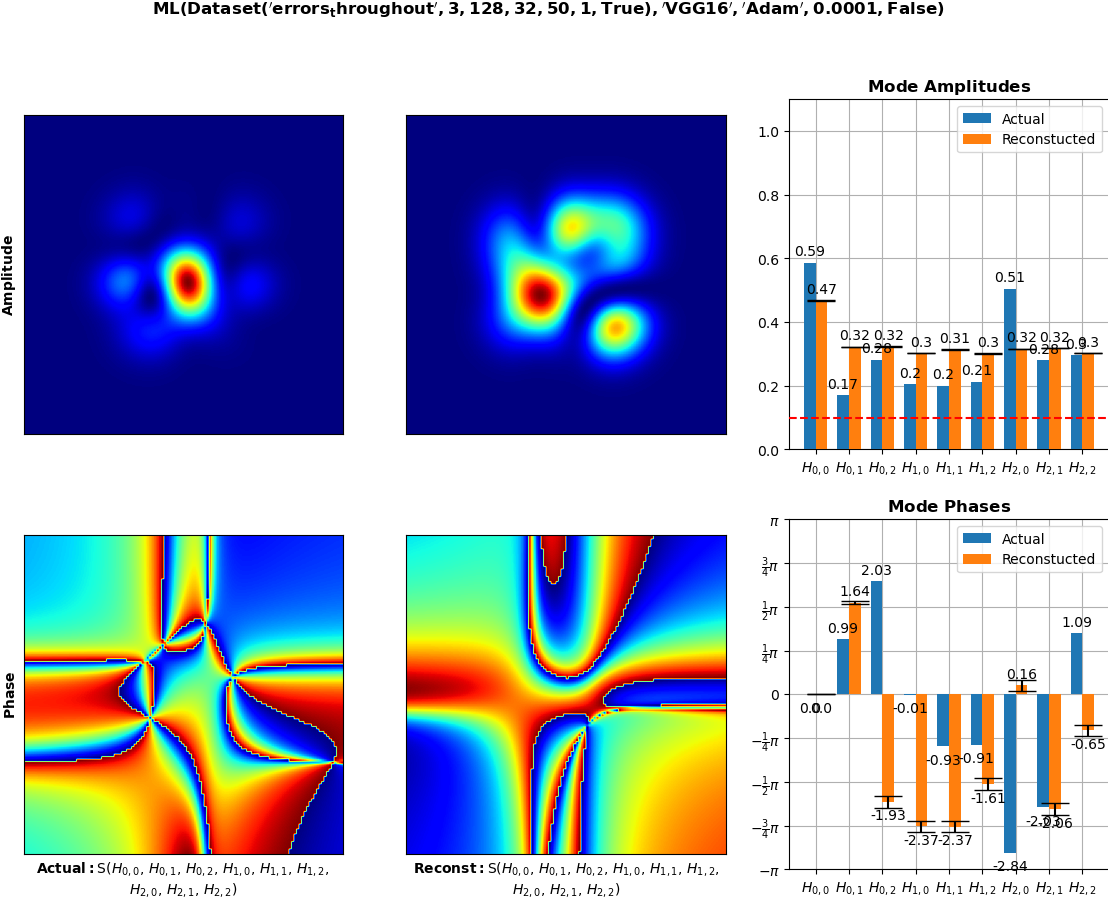 ML(Dataset('errors_throughout', 3, 128, 32, 50, 1, True), 'VGG16', 'Adam', 0.0001, False)
Amplitude
Mode Amplitudes
Actual
Reconstucted
1.0
0.8
0.6
0.4
0.2
0.0
0.59
0.17
0.28
0.2
0.2
0.21
0.51
0.28
0.3
0.47
0.32
0.32
0.3
0.31
0.3
0.32
0.32
0.3
H0,0 H0,1 H0,2 H1,0 H1,1 H1,2 H2,0 H2,1 H2,2
Phase
Mode Phases
Actual
Reconstucted
π
3/4π
1/2π
1/4π
0
−1/4π
−1/2π
−3/4π
−π
0.0
0.99
2.03
-0.01
-0.93
-0.91
-2.84
-2.03
1.09
0.0
1.64
-1.93
-2.37
-2.37
-1.61
0.16
-2.06
-0.65
H0,0 H0,1 H0,2 H1,0 H1,1 H1,2 H2,0 H2,1 H2,2
Actual: S(H0,0, H0,1, H0,2, H1,0, H1,1, H1,2,
H2,0, H2,1, H2,2)
Reconst: S(H0,0, H0,1, H0,2, H1,0, H1,1, H1,2,
H2,0, H2,1, H2,2)